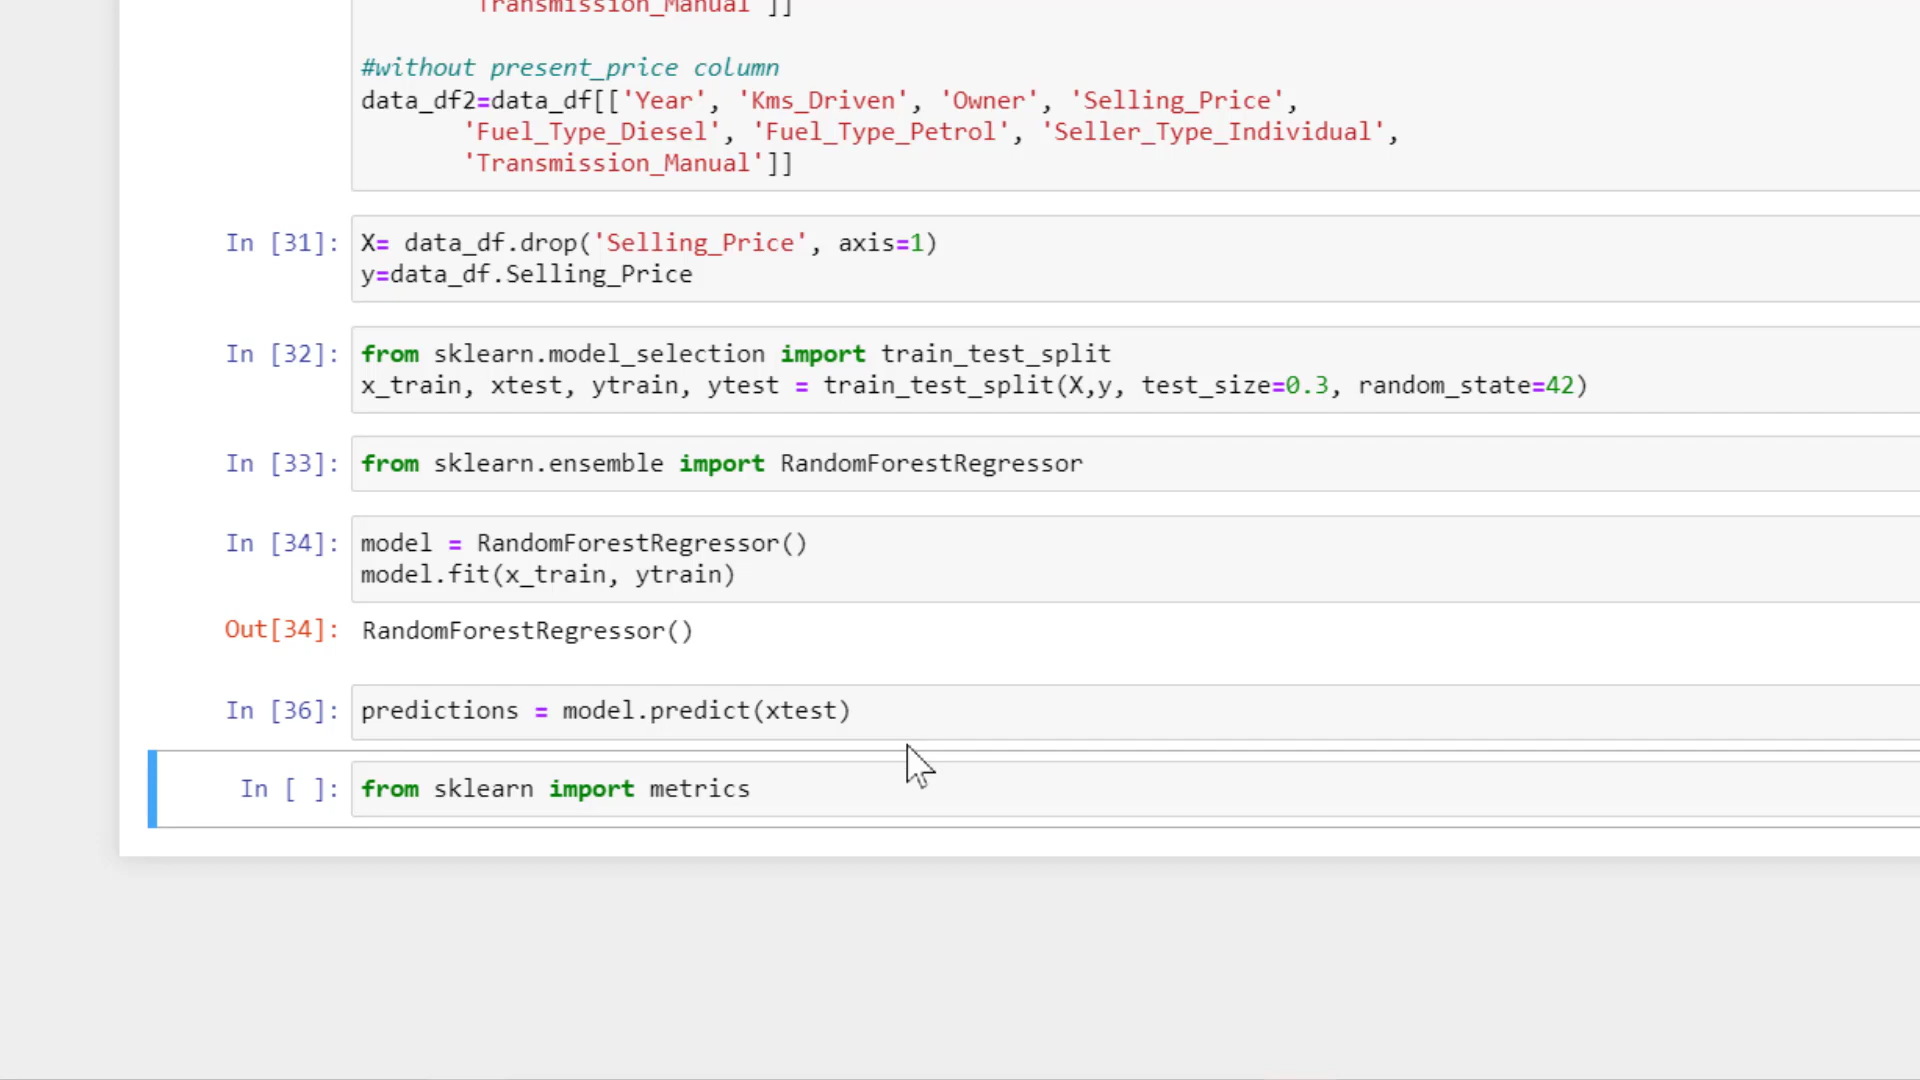 'Transmission_Manual']]
#without present_price column
data_df2=data_df[['Year', 'Kms_Driven', 'Owner', 'Selling_Price',
'Fuel_Type_Diesel', 'Fuel_Type_Petrol', 'Seller_Type_Individual',
'Transmission_Manual']]
In [31]: X= data_df.drop('Selling_Price', axis=1)
y=data_df.Selling_Price
In [32]: from sklearn.model_selection import train_test_split
x_train, xtest, ytrain, ytest = train_test_split(X,y, test_size=0.3, random_state=42)
In [33]: from sklearn.ensemble import RandomForestRegressor
In [34]: model = RandomForestRegressor()
model.fit(x_train, ytrain)
Out[34]: RandomForestRegressor()
In [36]: predictions = model.predict(xtest)
In [ ]: from sklearn import metrics